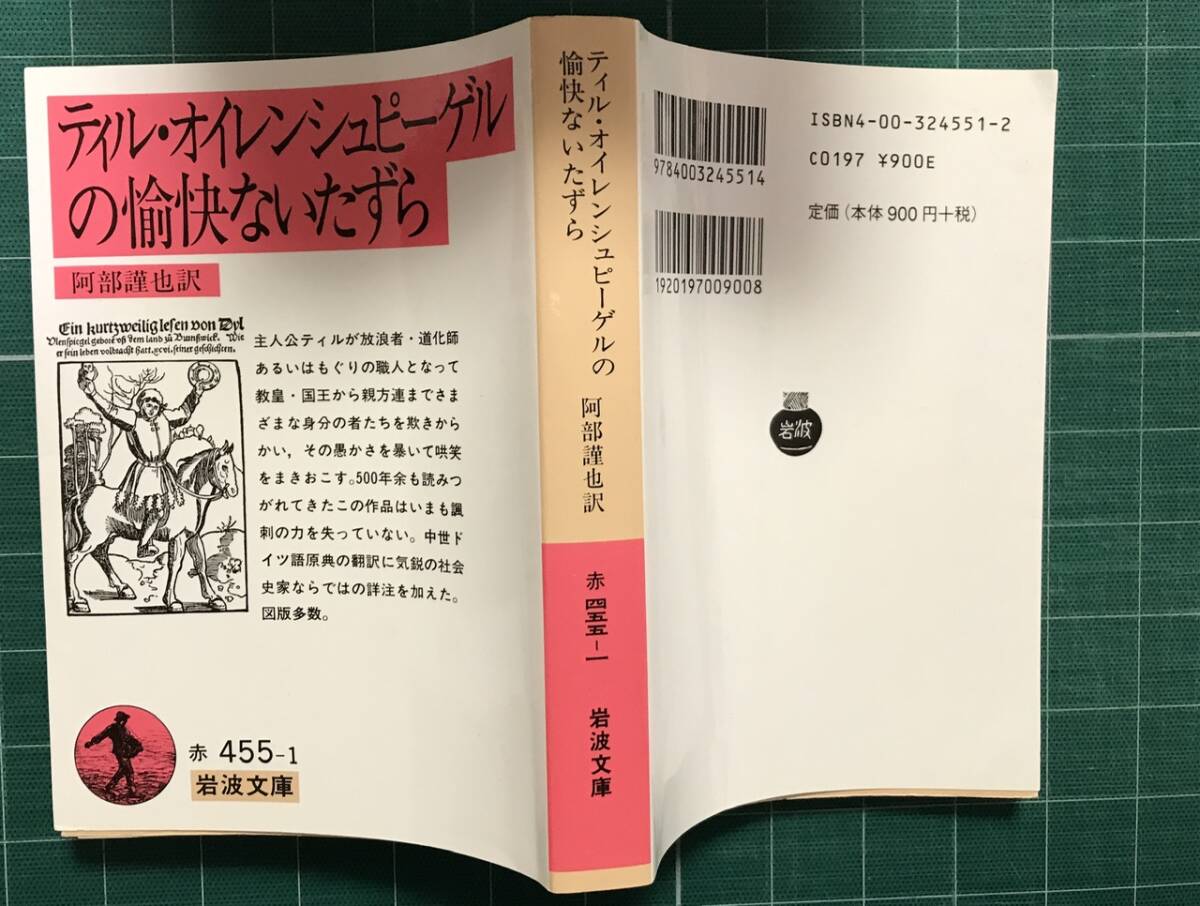 ティル・オイレンシュピーゲル
の愉快ないたずら
阿部謹也訳
Ein kurtzweilig lesen von Dyl
Vlenspiegel gebore vß dem land zu Brunßwick. Wie
er sein leben volbracht hatt. xcvi. seiner geschichten.
主人公ティルが放浪者・道化師
あるいはもぐりの職人となって
教皇・国王から親方連までさま
ざまな身分の者たちを欺きから
かい，その愚かさを暴いて哄笑
をまきおこす。500年余も読みつ
がれてきたこの作品はいまも諷
刺の力を失っていない。中世ド
イツ語原典の翻訳に気鋭の社会
史家ならではの詳注を加えた。
図版多数。
赤 455-1
岩波文庫
ティル・オイレンシュピーゲルの
愉快ないたずら
阿部謹也訳
赤 四五五-一
岩波文庫
9784003245514
1920197009008
ISBN4-00-324551-2
C0197 ¥900E
定価（本体 900 円＋税）
岩波